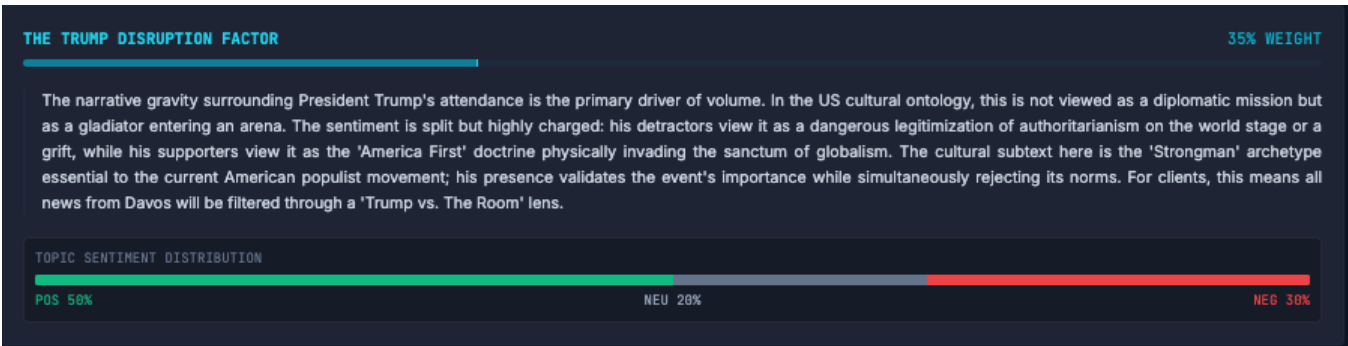 THE TRUMP DISRUPTION FACTOR
35% WEIGHT
The narrative gravity surrounding President Trump's attendance is the primary driver of volume. In the US cultural ontology, this is not viewed as a diplomatic mission but
as a gladiator entering an arena. The sentiment is split but highly charged: his detractors view it as a dangerous legitimization of authoritarianism on the world stage or a
grift, while his supporters view it as the 'America First' doctrine physically invading the sanctum of globalism. The cultural subtext here is the 'Strongman' archetype
essential to the current American populist movement; his presence validates the event's importance while simultaneously rejecting its norms. For clients, this means all
news from Davos will be filtered through a 'Trump vs. The Room' lens.
TOPIC SENTIMENT DISTRIBUTION
POS 50%
NEU 20%
NEG 30%